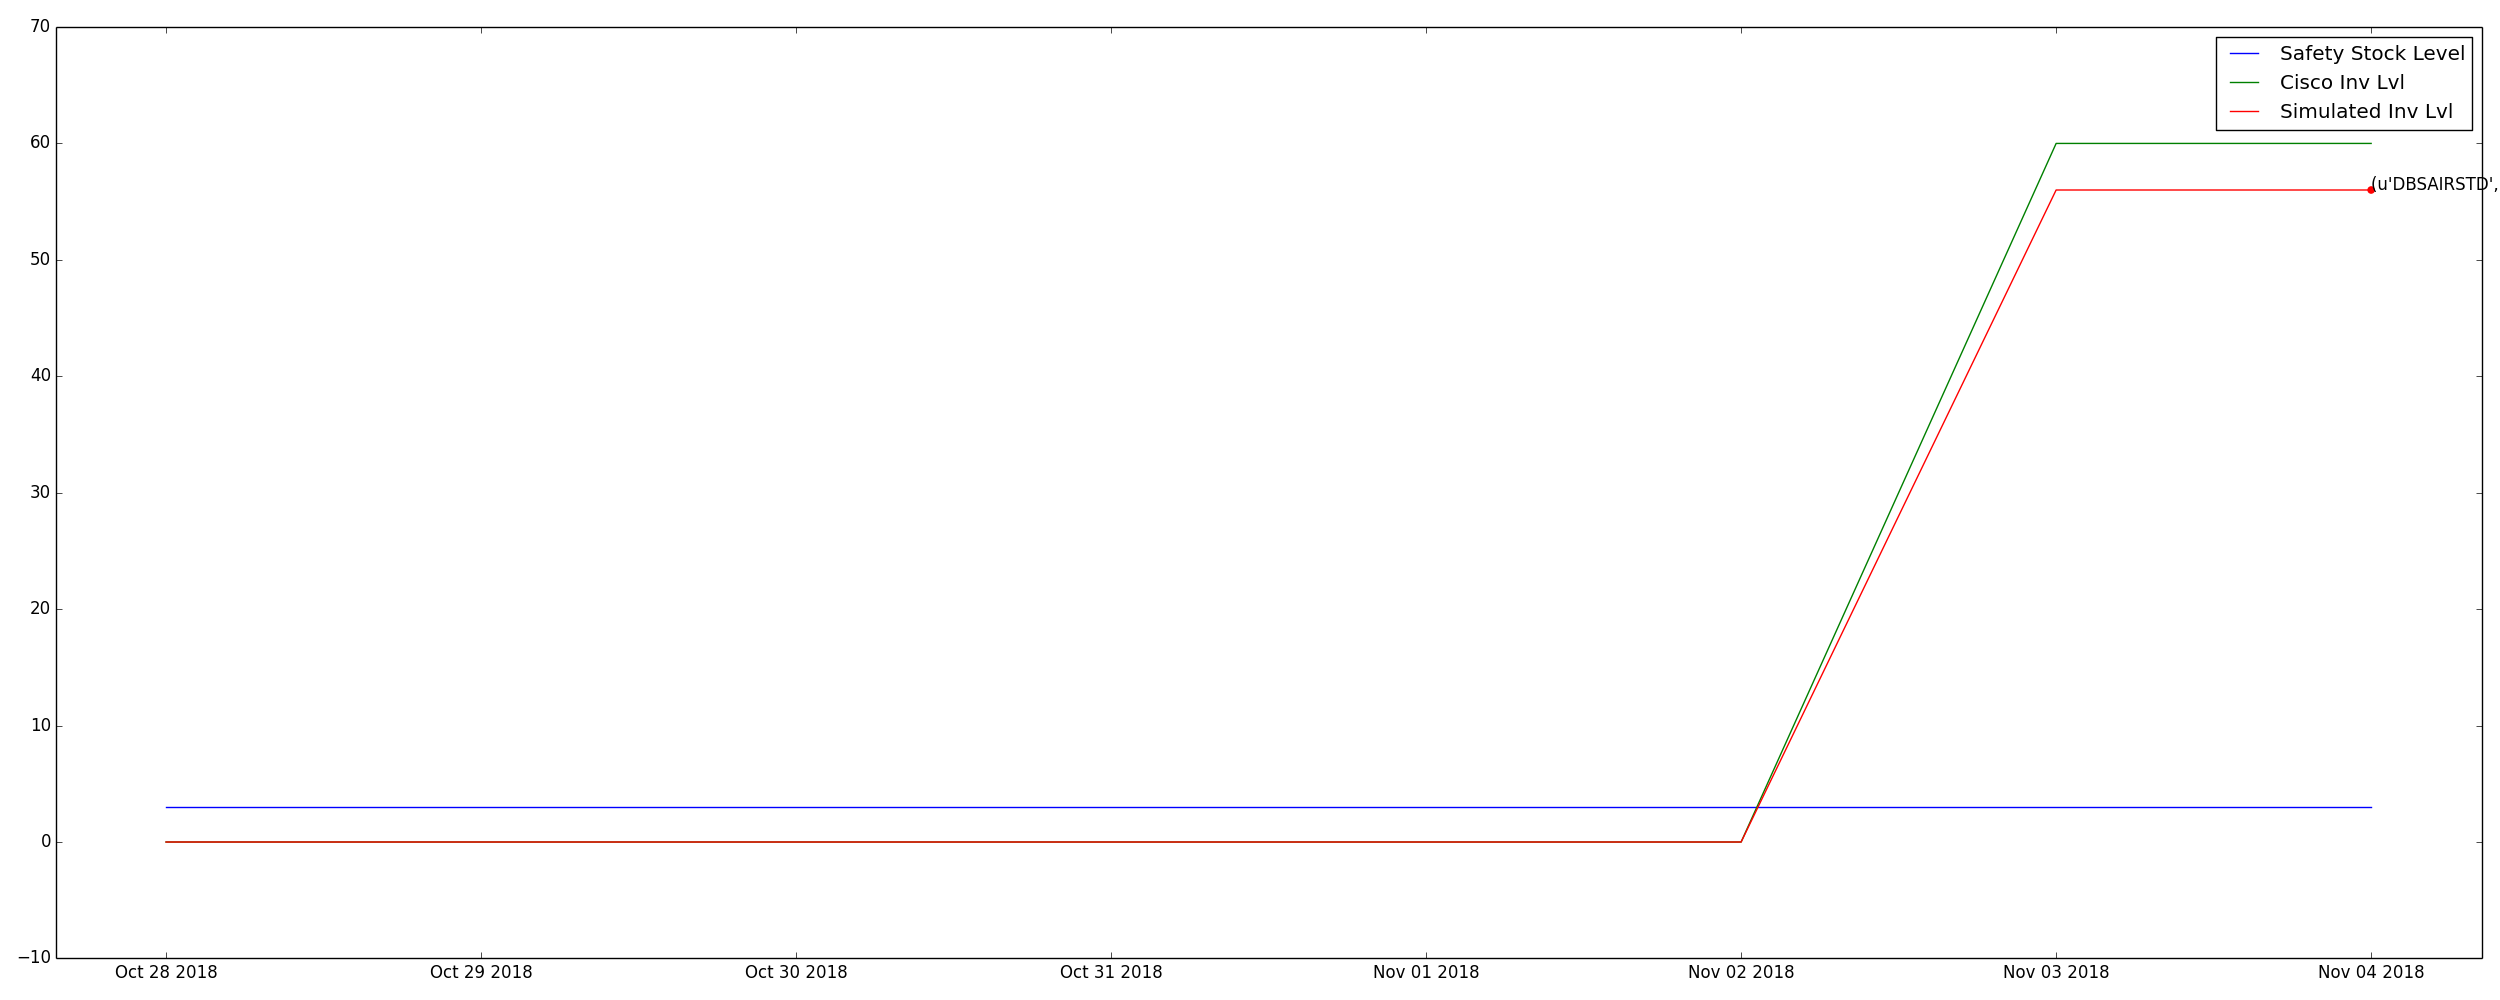 70
60
50
40
30
20
10
0
−10
Safety Stock Level
Cisco Inv Lvl
Simulated Inv Lvl
(u'DBSAIRSTD',
Oct 28 2018
Oct 29 2018
Oct 30 2018
Oct 31 2018
Nov 01 2018
Nov 02 2018
Nov 03 2018
Nov 04 2018